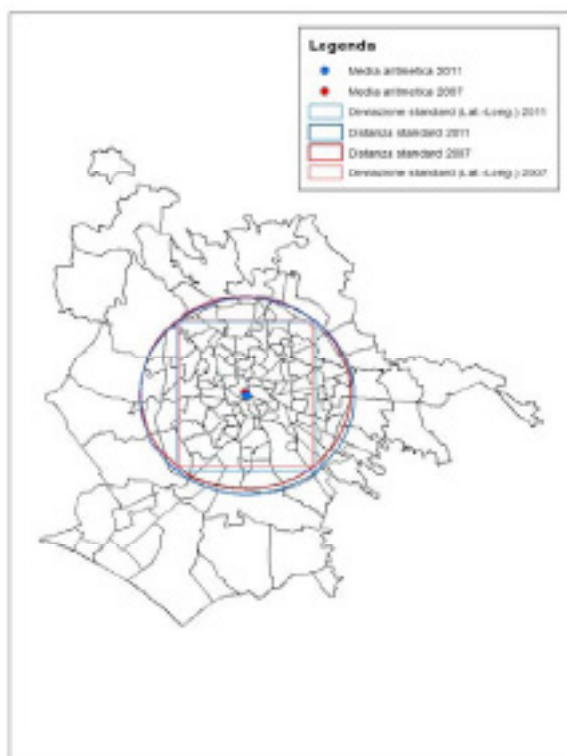 Legenda
Media aritmetica 2011
Media aritmetica 2007
Deviazione standard (Lat.-Long.) 2011
Distanza standard 2011
Distanza standard 2007
Deviazione standard (Lat.-Long.) 2007